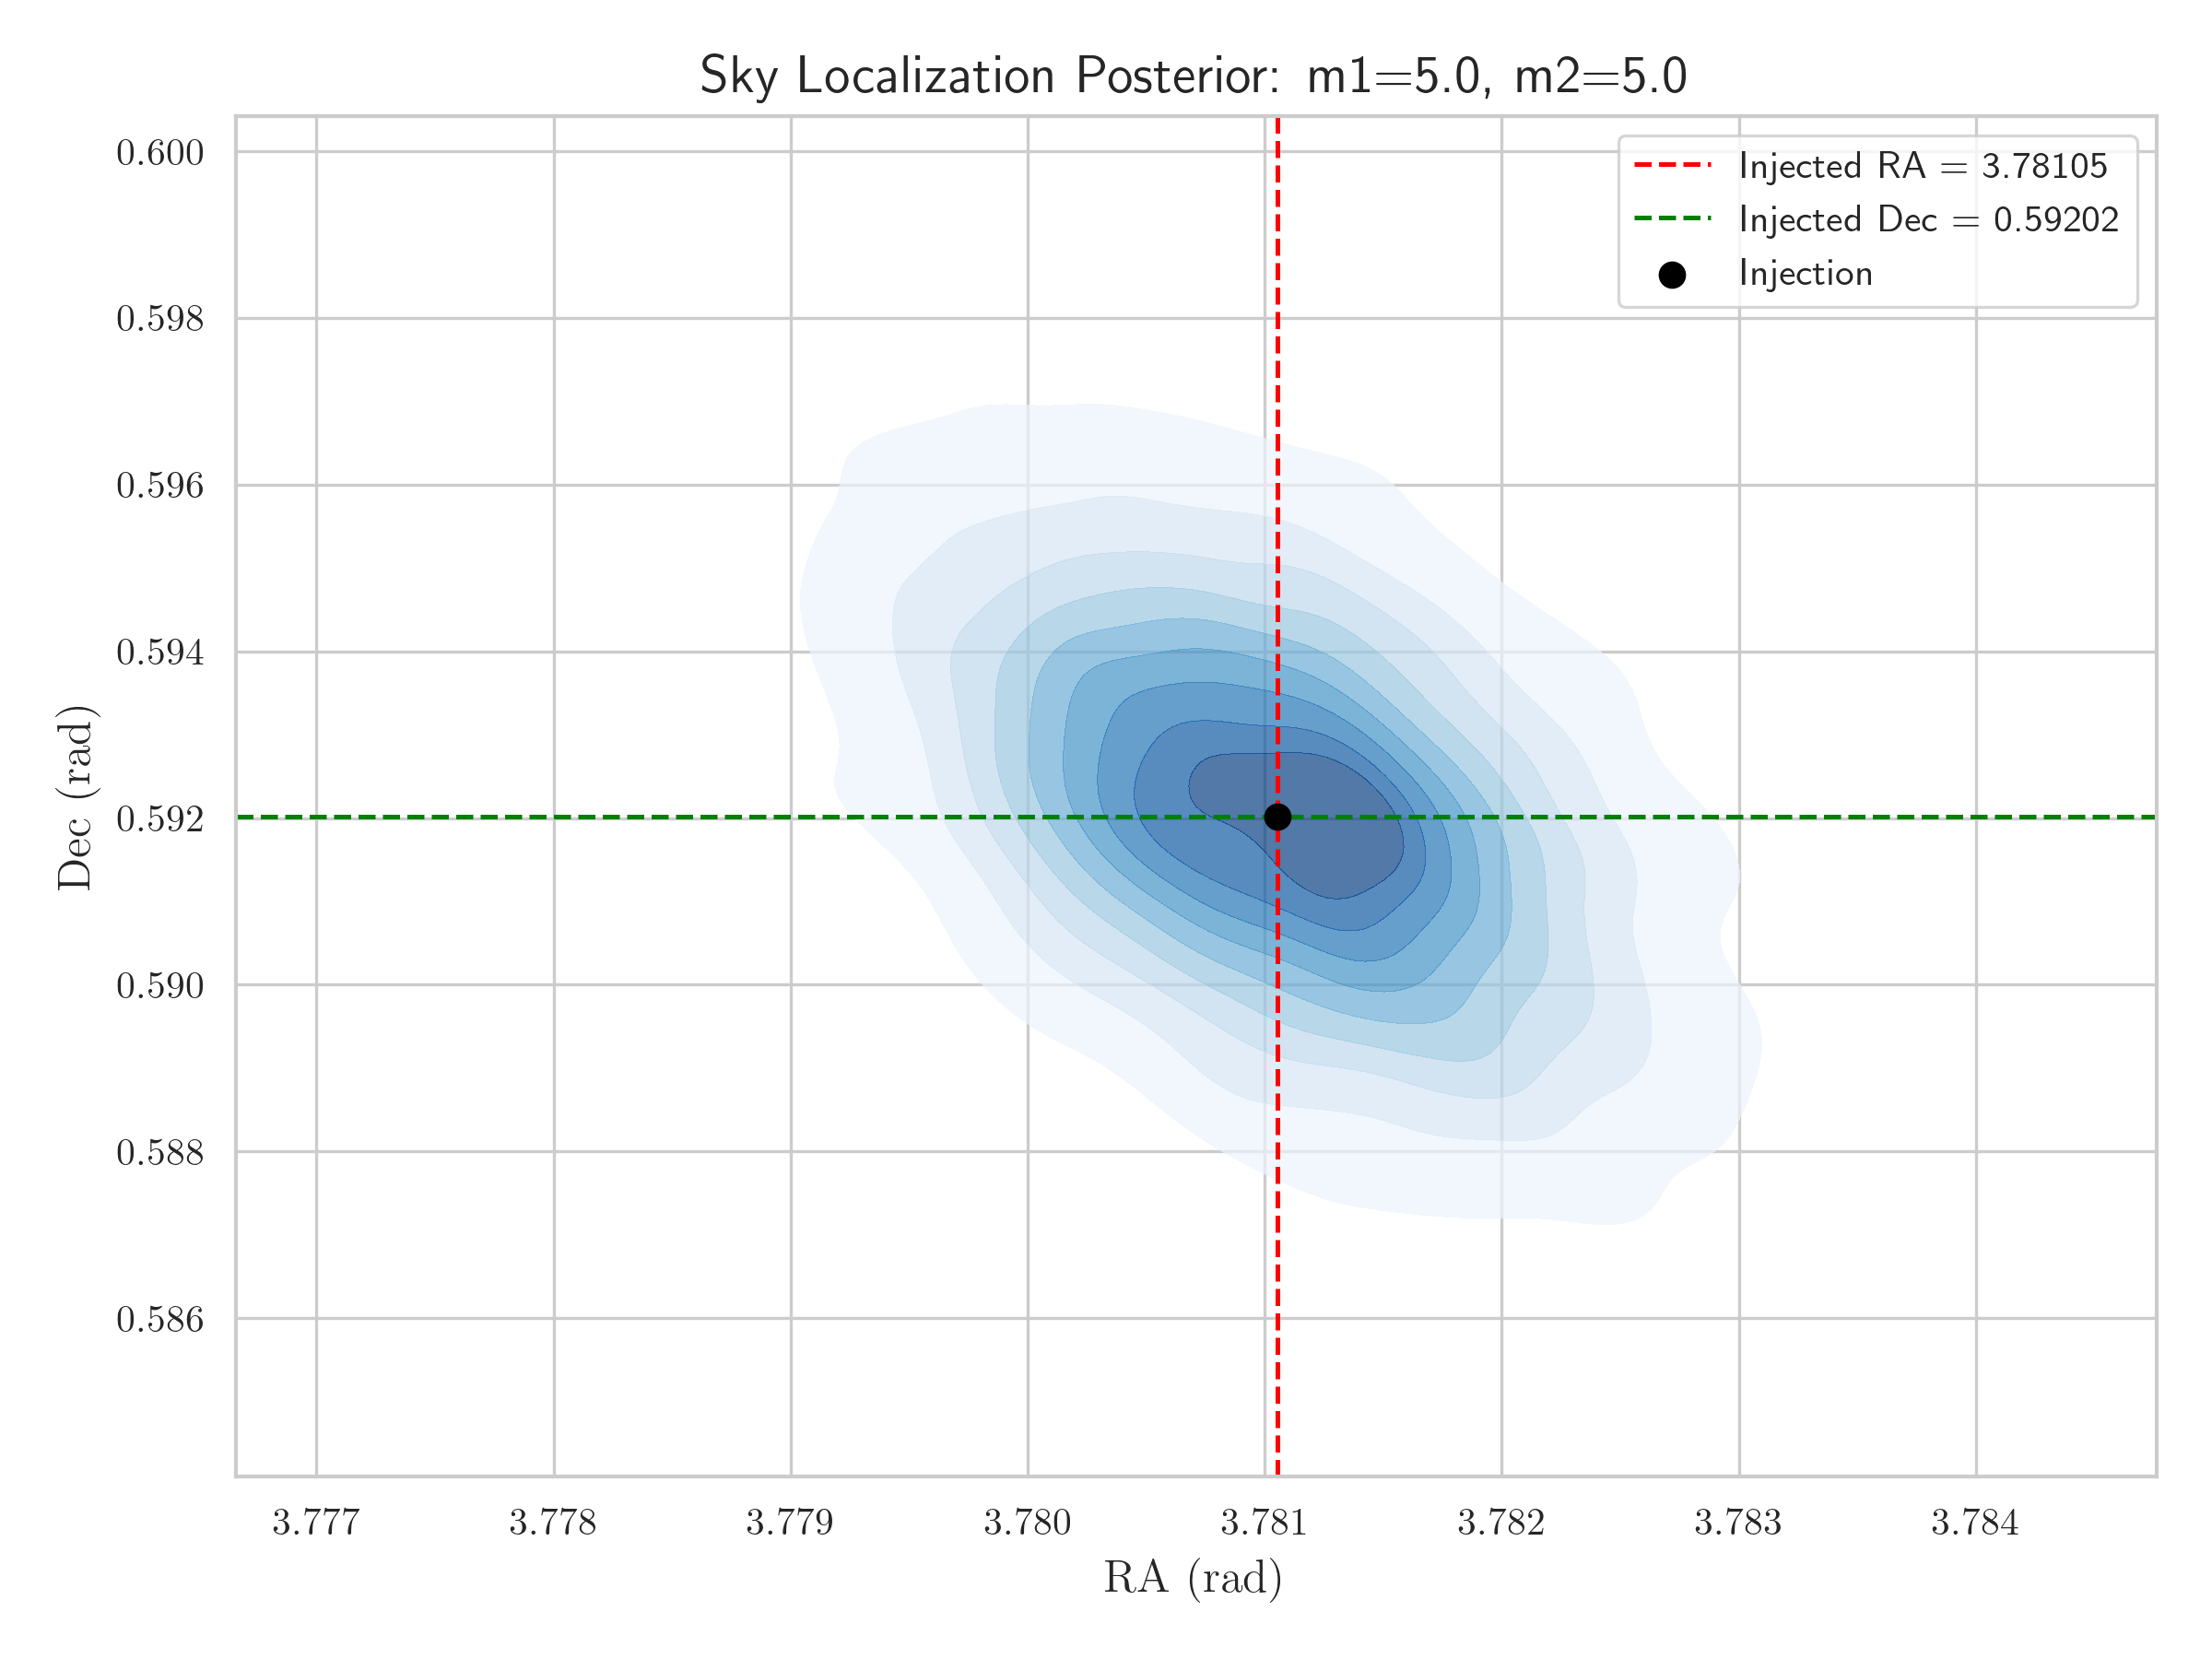 Sky Localization Posterior: m1=5.0, m2=5.0
Injected RA = 3.78105
Injected Dec = 0.59202
Injection
0.600
0.598
0.596
0.594
0.592
0.590
0.588
0.586
Dec (rad)
3.777 3.778 3.779 3.780 3.781 3.782 3.783 3.784
RA (rad)